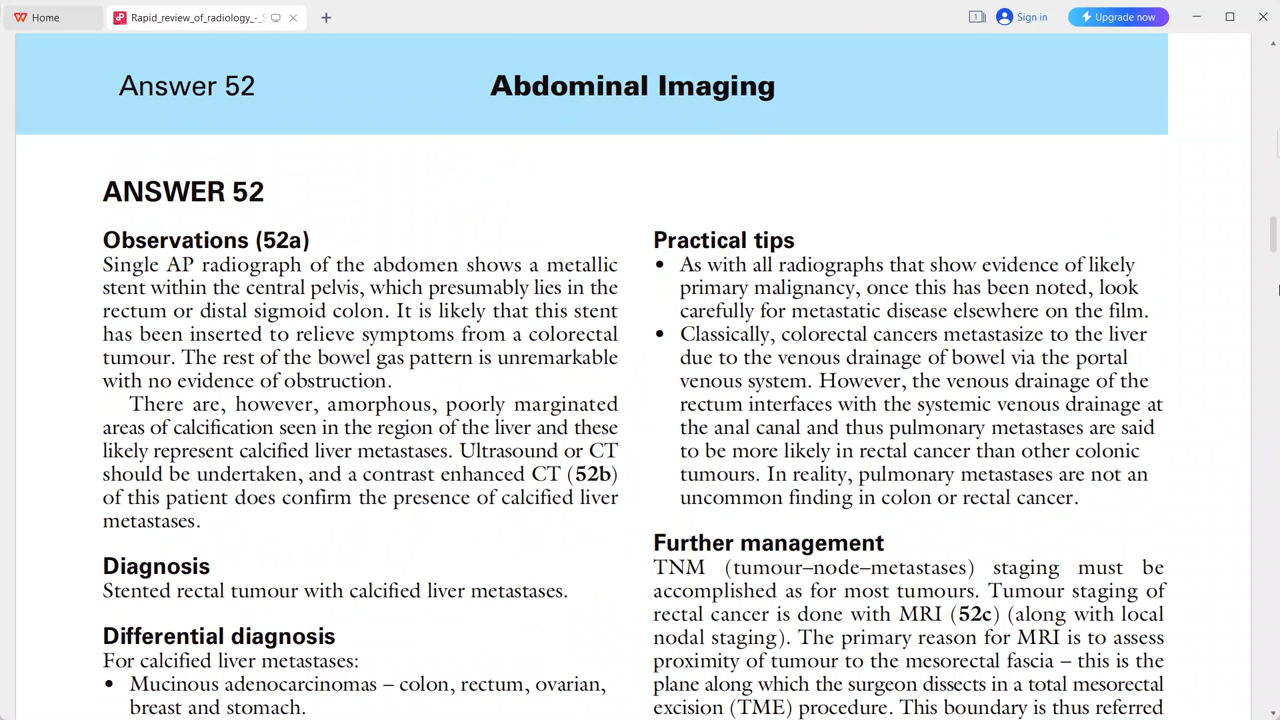 Home
Rapid_review_of_radiology_-_S
Sign in
Upgrade now
Answer 52
Abdominal Imaging
ANSWER 52
Observations (52a)
Single AP radiograph of the abdomen shows a metallic
stent within the central pelvis, which presumably lies in the
rectum or distal sigmoid colon. It is likely that this stent
has been inserted to relieve symptoms from a colorectal
tumour. The rest of the bowel gas pattern is unremarkable
with no evidence of obstruction.
There are, however, amorphous, poorly marginated
areas of calcification seen in the region of the liver and these
likely represent calcified liver metastases. Ultrasound or CT
should be undertaken, and a contrast enhanced CT (52b)
of this patient does confirm the presence of calcified liver
metastases.
Diagnosis
Stented rectal tumour with calcified liver metastases.
Differential diagnosis
For calcified liver metastases:
• Mucinous adenocarcinomas – colon, rectum, ovarian,
breast and stomach.
Practical tips
• As with all radiographs that show evidence of likely
primary malignancy, once this has been noted, look
carefully for metastatic disease elsewhere on the film.
• Classically, colorectal cancers metastasize to the liver
due to the venous drainage of bowel via the portal
venous system. However, the venous drainage of the
rectum interfaces with the systemic venous drainage at
the anal canal and thus pulmonary metastases are said
to be more likely in rectal cancer than other colonic
tumours. In reality, pulmonary metastases are not an
uncommon finding in colon or rectal cancer.
Further management
TNM (tumour–node–metastases) staging must be
accomplished as for most tumours. Tumour staging of
rectal cancer is done with MRI (52c) (along with local
nodal staging). The primary reason for MRI is to assess
proximity of tumour to the mesorectal fascia – this is the
plane along which the surgeon dissects in a total mesorectal
excision (TME) procedure. This boundary is thus referred